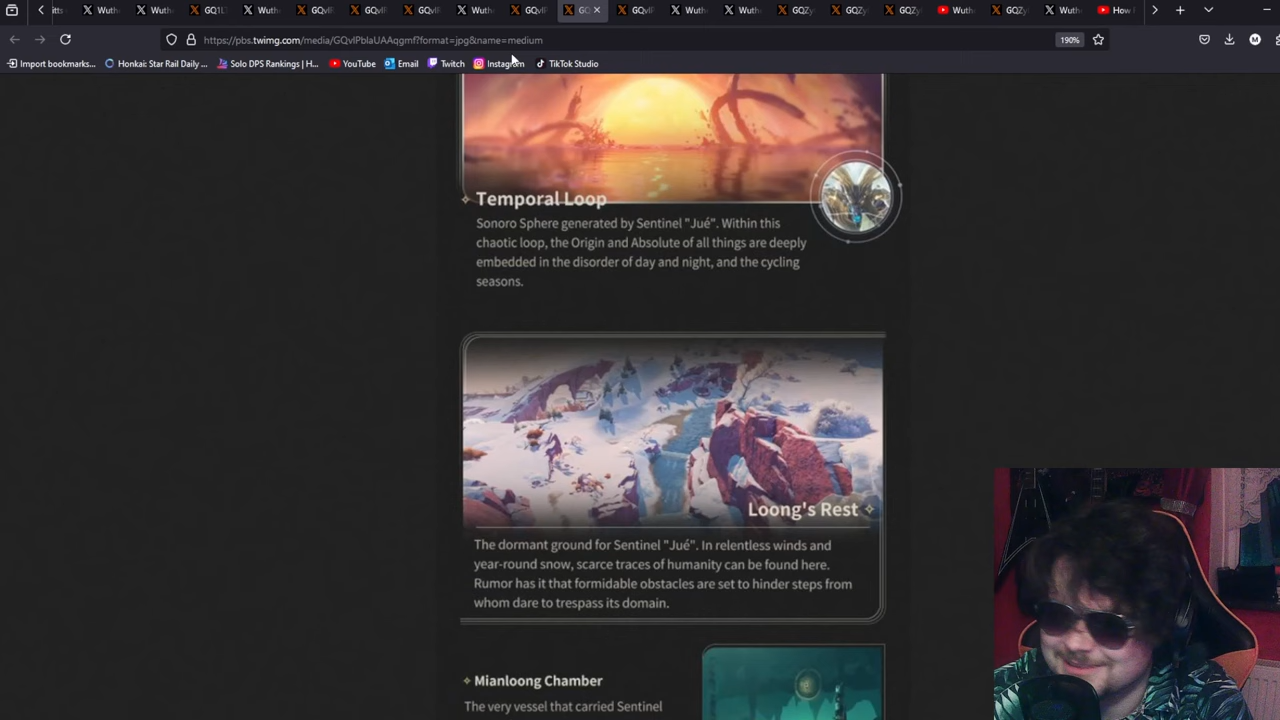 GQ1L
Wuthe
Wuthe
https://pbs.twimg.com/media/GQvlPblaUAAqgmf?format=jpg&name=medium
190%
Import bookmarks...
Honkai: Star Rail Daily ...
Solo DPS Rankings | H...
YouTube
Email
Twitch
Instagram
TikTok Studio
Temporal Loop
Sonoro Sphere generated by Sentinel "Jué". Within this
chaotic loop, the Origin and Absolute of all things are deeply
embedded in the disorder of day and night, and the cycling
seasons.
Loong's Rest
The dormant ground for Sentinel "Jué". In relentless winds and
year-round snow, scarce traces of humanity can be found here.
Rumor has it that formidable obstacles are set to hinder steps from
whom dare to trespass its domain.
Mianloong Chamber
The very vessel that carried Sentinel